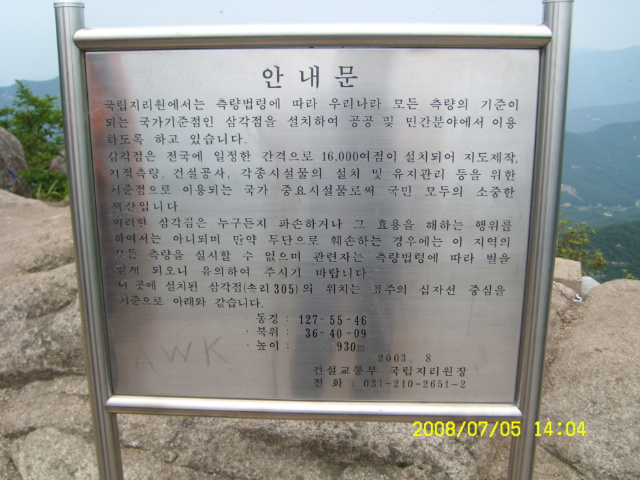 안내문
국립지리원에서는 측량법령에 따라 우리나라 모든 측량의 기준이
되는 국가기준점인 삼각점을 설치하여 공공 및 민간분야에서 이용
하도록 하고 있습니다.
삼각점은 전국에 일정한 간격으로 16,000여점이 설치되어 지도제작,
지적측량, 건설공사, 각종시설물의 설치 및 유지관리 등을 위한
기준점으로 이용되는 국가 중요시설물로써 국민 모두의 소중한
재산입니다
이러한 삼각점은 누구든지 파손하거나 그 효용을 해하는 행위를
하여서는 아니되며 만약 무단으로 훼손하는 경우에는 이 지역의
모든 측량을 실시할 수 없으며 관련자는 측량법령에 따라 벌을
받게 되오니 유의하여 주시기 바랍니다
이 곳에 설치된 삼각점(속리305)의 위치는 표주의 십자선 중심을
기준으로 아래와 같습니다.
· 동경 : 127-55-46
· 북위 : 36-40-09
· 높이 : 930m
2003. 8
건설교통부 국립지리원장
전화 : 031-210-2651~2
AWK
2008/07/05 14:04